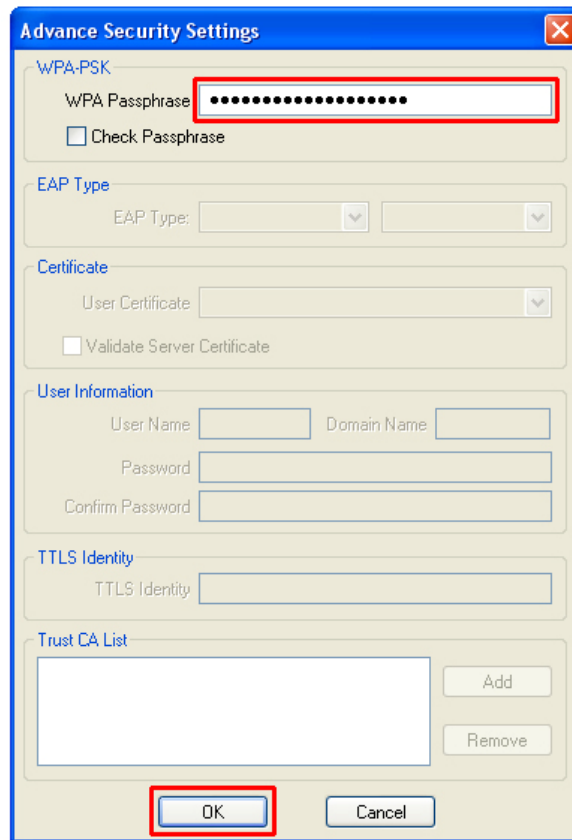 Advance Security Settings
WPA-PSK
WPA Passphrase •••••••••••••••••••
Check Passphrase
EAP Type
EAP Type:
Certificate
User Certificate
Validate Server Certificate
User Information
User Name Domain Name
Password
Confirm Password
TTLS Identity
TTLS Identity
Trust CA List
Add
Remove
OK Cancel